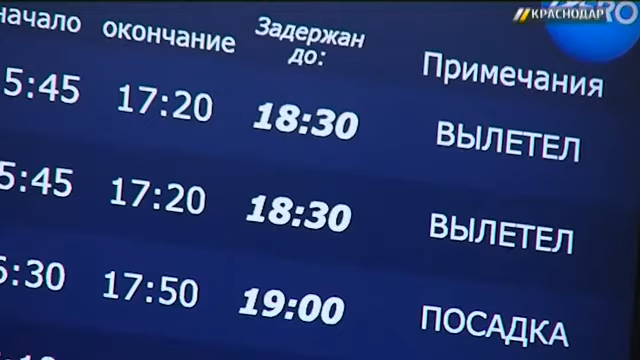 КРАСНОДАР
начало окончание Задержан до: Примечания
5:45 17:20 18:30 ВЫЛЕТЕЛ
5:45 17:20 18:30 ВЫЛЕТЕЛ
6:30 17:50 19:00 ПОСАДКА